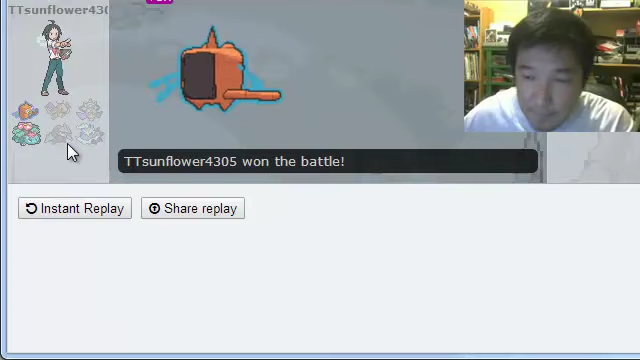 TTsunflower430
TTsunflower4305 won the battle!
Instant Replay
Share replay